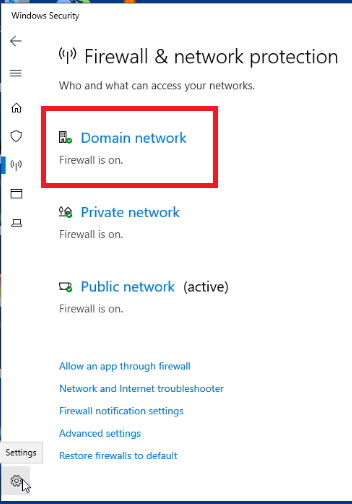 Windows Security
Firewall & network protection
Who and what can access your networks.
Domain network
Firewall is on.
Private network
Firewall is on.
Public network (active)
Firewall is on.
Allow an app through firewall
Network and Internet troubleshooter
Firewall notification settings
Advanced settings
Restore firewalls to default
Settings